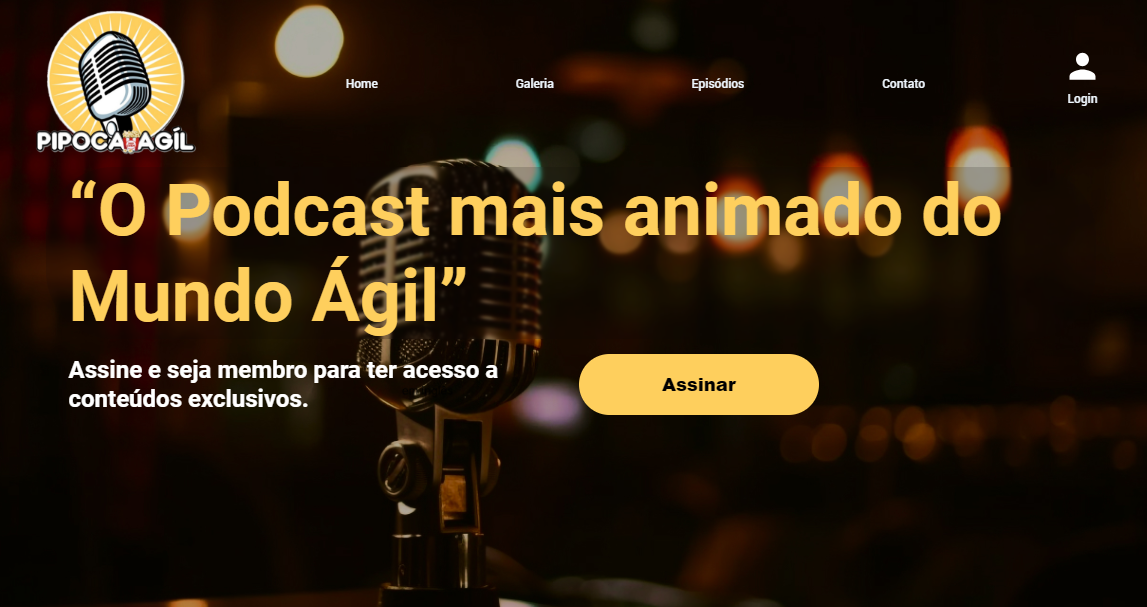 PIPOCA AGÍL
Home
Galeria
Episódios
Contato
Login
“O Podcast mais animado do
Mundo Ágil”
Assine e seja membro para ter acesso a
conteúdos exclusivos.
Assinar